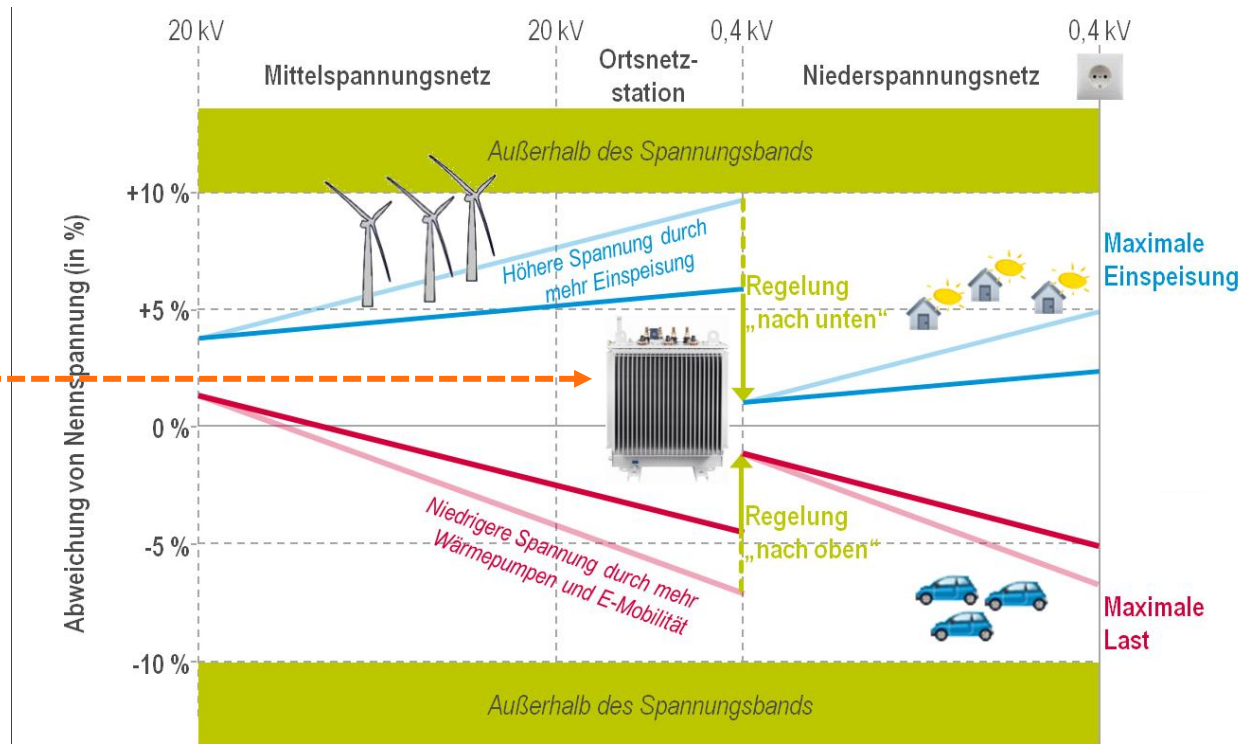 20 kV
20 kV
0,4 kV
0,4 kV
Mittelspannungsnetz
Ortsnetz-
station
Niederspannungsnetz
Außerhalb des Spannungsbands
+10 %
+5 %
0 %
-5 %
-10 %
Abweichung von Nennspannung (in %)
Höhere Spannung durch
mehr Einspeisung
Regelung
„nach unten“
Maximale
Einspeisung
Niedrigere Spannung durch mehr
Wärmepumpen und E-Mobilität
Regelung
„nach oben“
Maximale
Last
Außerhalb des Spannungsbands